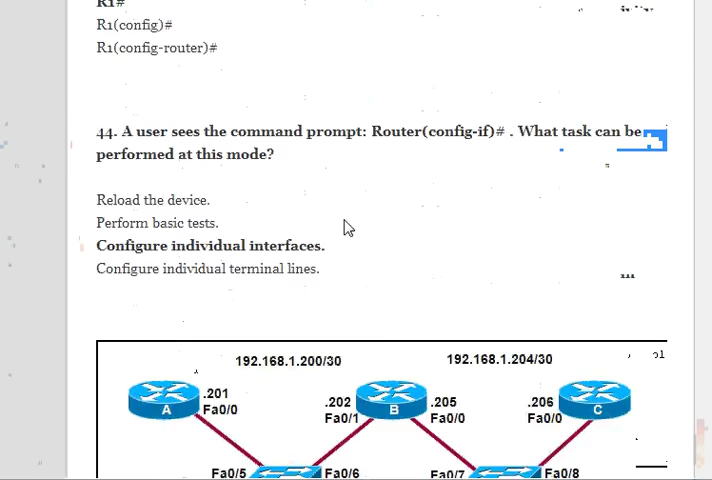 R1#
R1(config)#
R1(config-router)#
44. A user sees the command prompt: Router(config-if)# . What task can be
performed at this mode?
Reload the device.
Perform basic tests.
Configure individual interfaces.
Configure individual terminal lines.
192.168.1.200/30
192.168.1.204/30
.201
Fa0/0
.202
Fa0/1
.205
Fa0/0
.206
Fa0/0
A
B
C
Fa0/5
Fa0/6
Fa0/7
Fa0/8